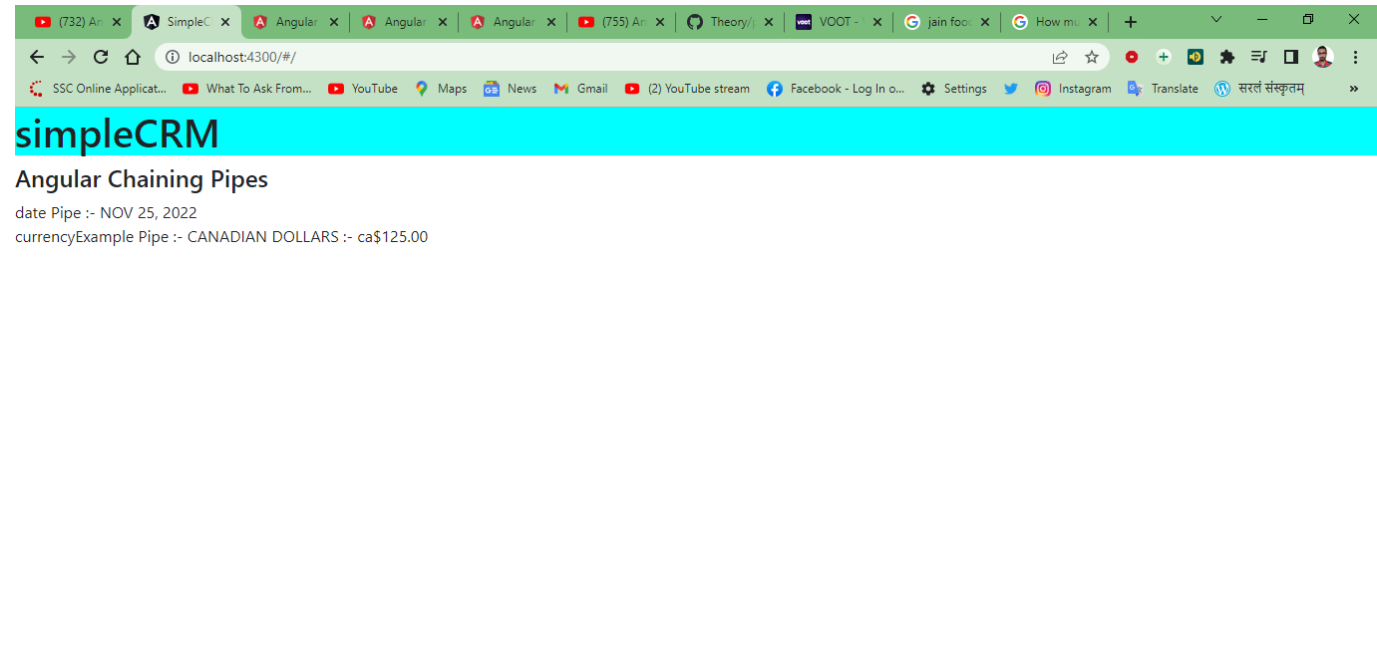 (732) An SimpleC Angular Angular Angular (755) An Theory/p VOOT - jain foo How mu
localhost:4300/#/
SSC Online Applicat... What To Ask From... YouTube Maps News Gmail (2) YouTube stream Facebook - Log In o... Settings Instagram Translate सरलं संस्कृतम् »
simpleCRM
Angular Chaining Pipes
date Pipe :- NOV 25, 2022
currencyExample Pipe :- CANADIAN DOLLARS :- ca$125.00